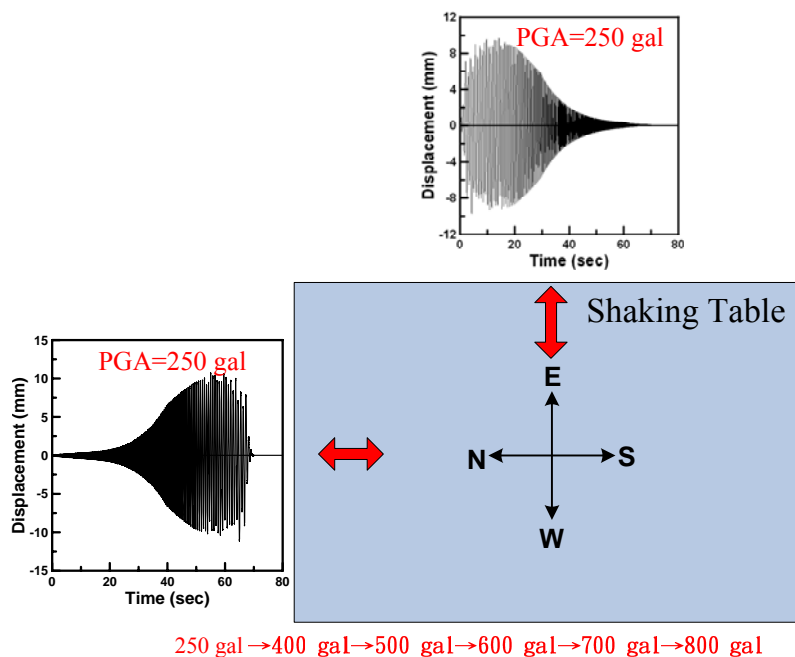 PGA=250 gal
Displacement (mm)
12
8
4
0
-4
-8
-12
0 20 40 60 80
Time (sec)
Shaking Table
E
N S
W
PGA=250 gal
Displacement (mm)
15
10
5
0
-5
-10
-15
0 20 40 60 80
Time (sec)
250 gal→400 gal→500 gal→600 gal→700 gal→800 gal